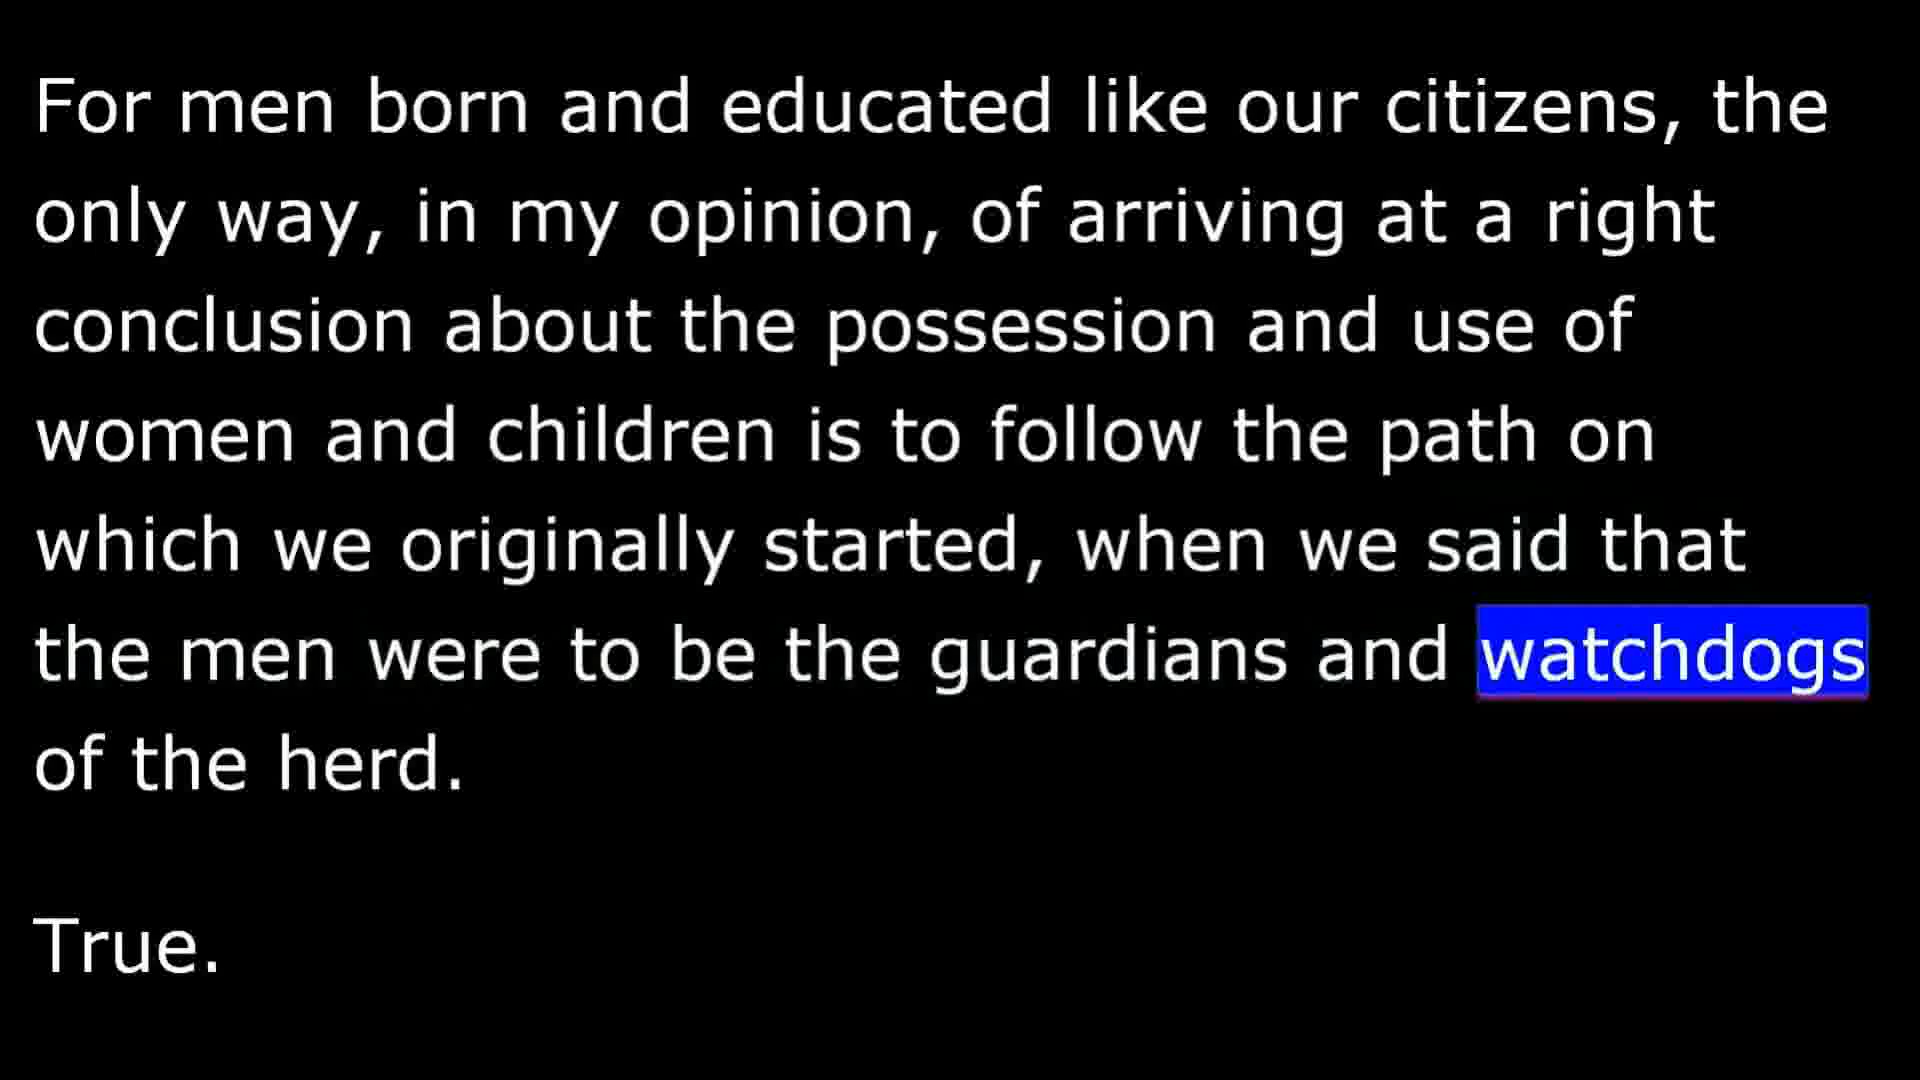 For men born and educated like our citizens, the
only way, in my opinion, of arriving at a right
conclusion about the possession and use of
women and children is to follow the path on
which we originally started, when we said that
the men were to be the guardians and watchdogs
of the herd.
True.